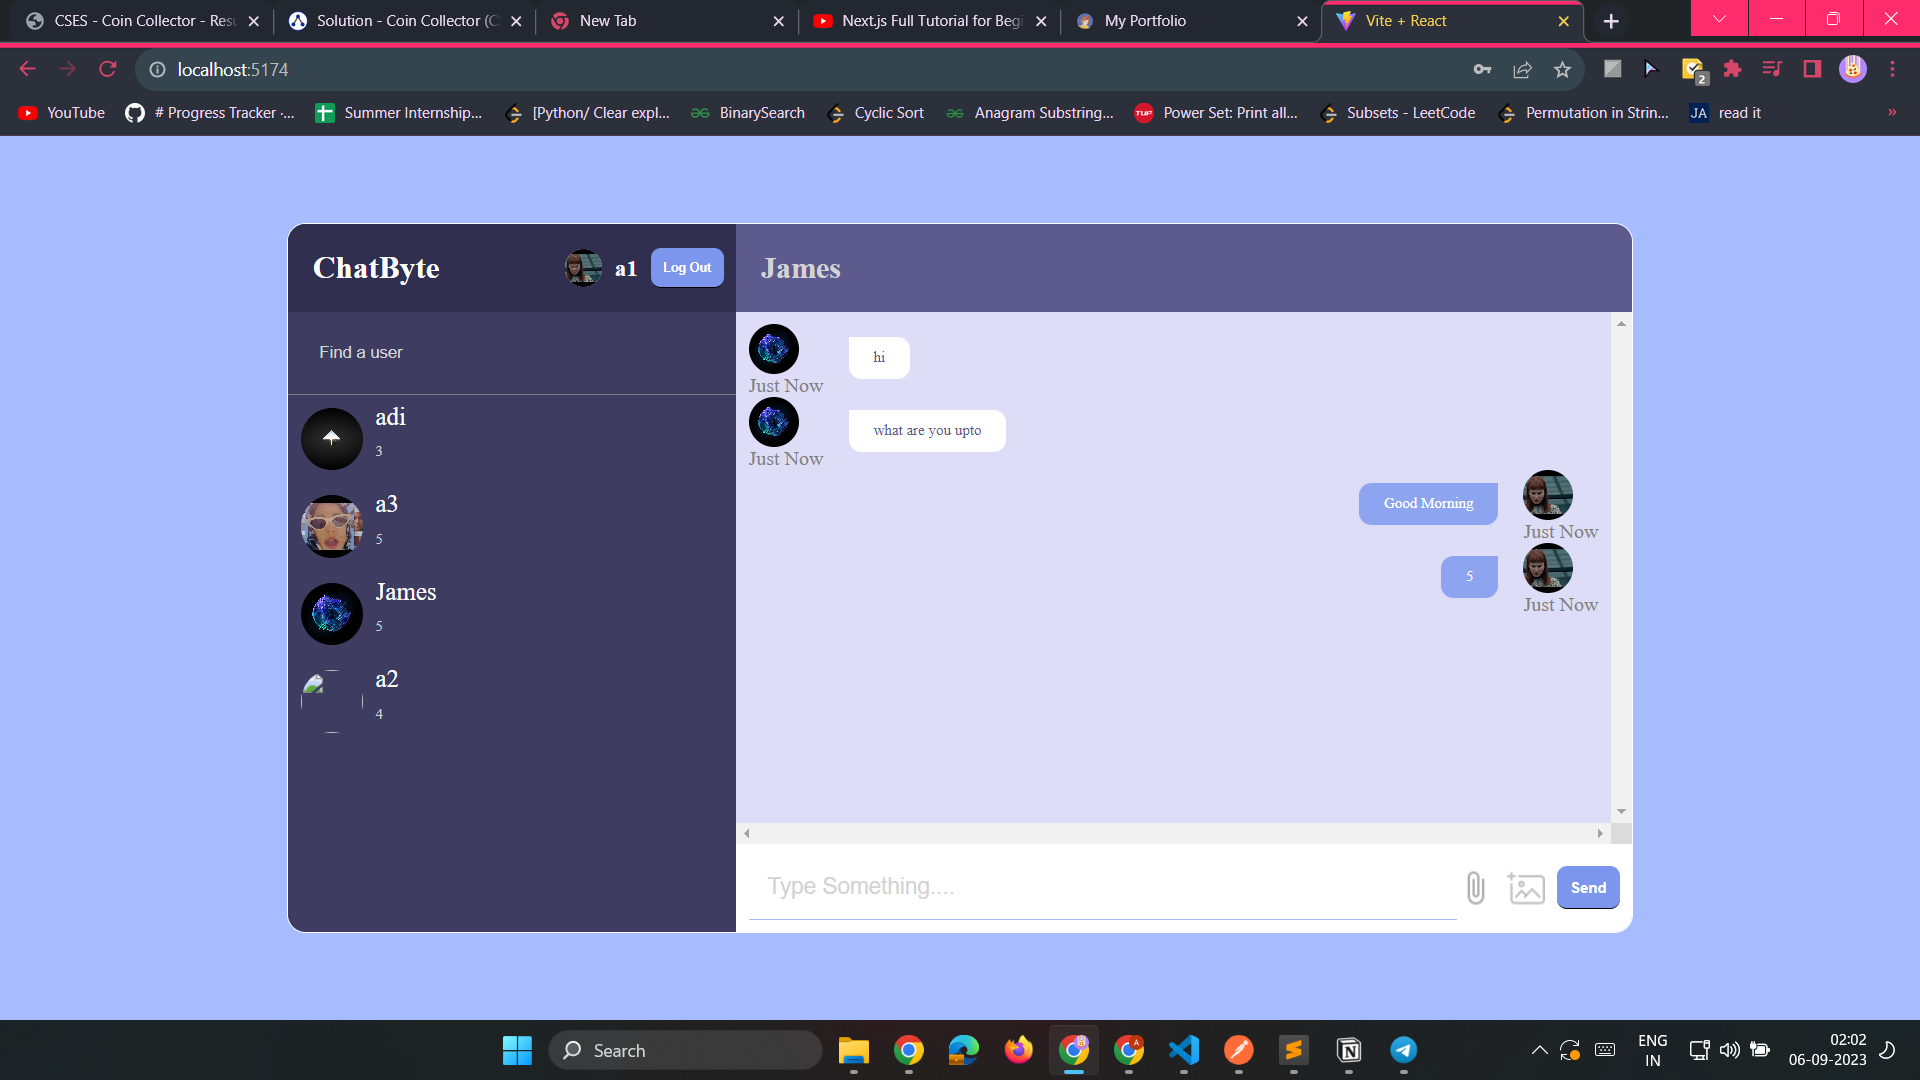 CSES - Coin Collector - Resu
Solution - Coin Collector (C
New Tab
Next.js Full Tutorial for Begi
My Portfolio
Vite + React
localhost:5174
2
YouTube
# Progress Tracker -...
Summer Internship...
[Python/ Clear expl...
BinarySearch
Cyclic Sort
Anagram Substring...
TUF
Power Set: Print all...
Subsets - LeetCode
Permutation in Strin...
JA
read it
»
ChatByte
a1
Log Out
James
Find a user
adi
3
a3
5
James
5
a2
4
hi
Just Now
what are you upto
Just Now
Good Morning
Just Now
5
Just Now
Type Something....
Send
Search
A
ENG
IN
02:02
06-09-2023